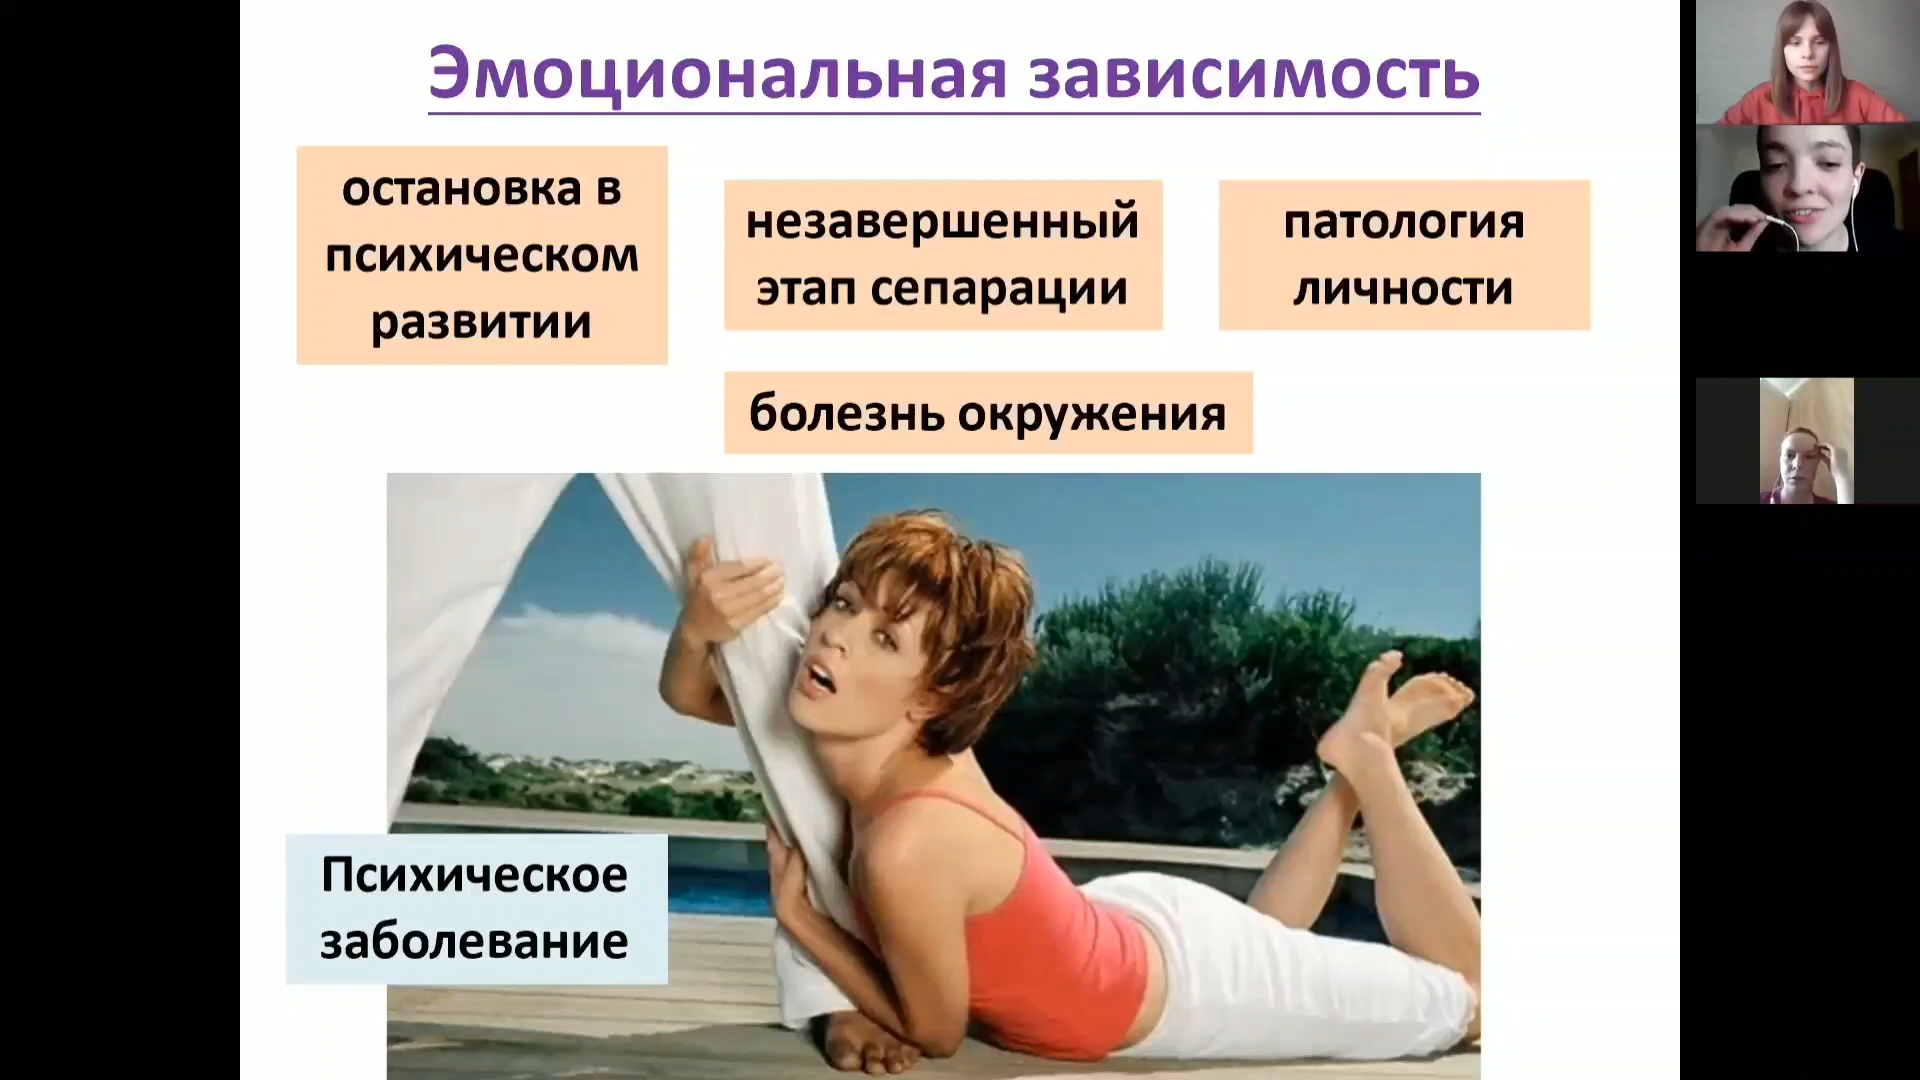 Эмоциональная зависимость
остановка в
психическом
развитии
незавершенный
этап сепарации
патология
личности
болезнь окружения
Психическое
заболевание